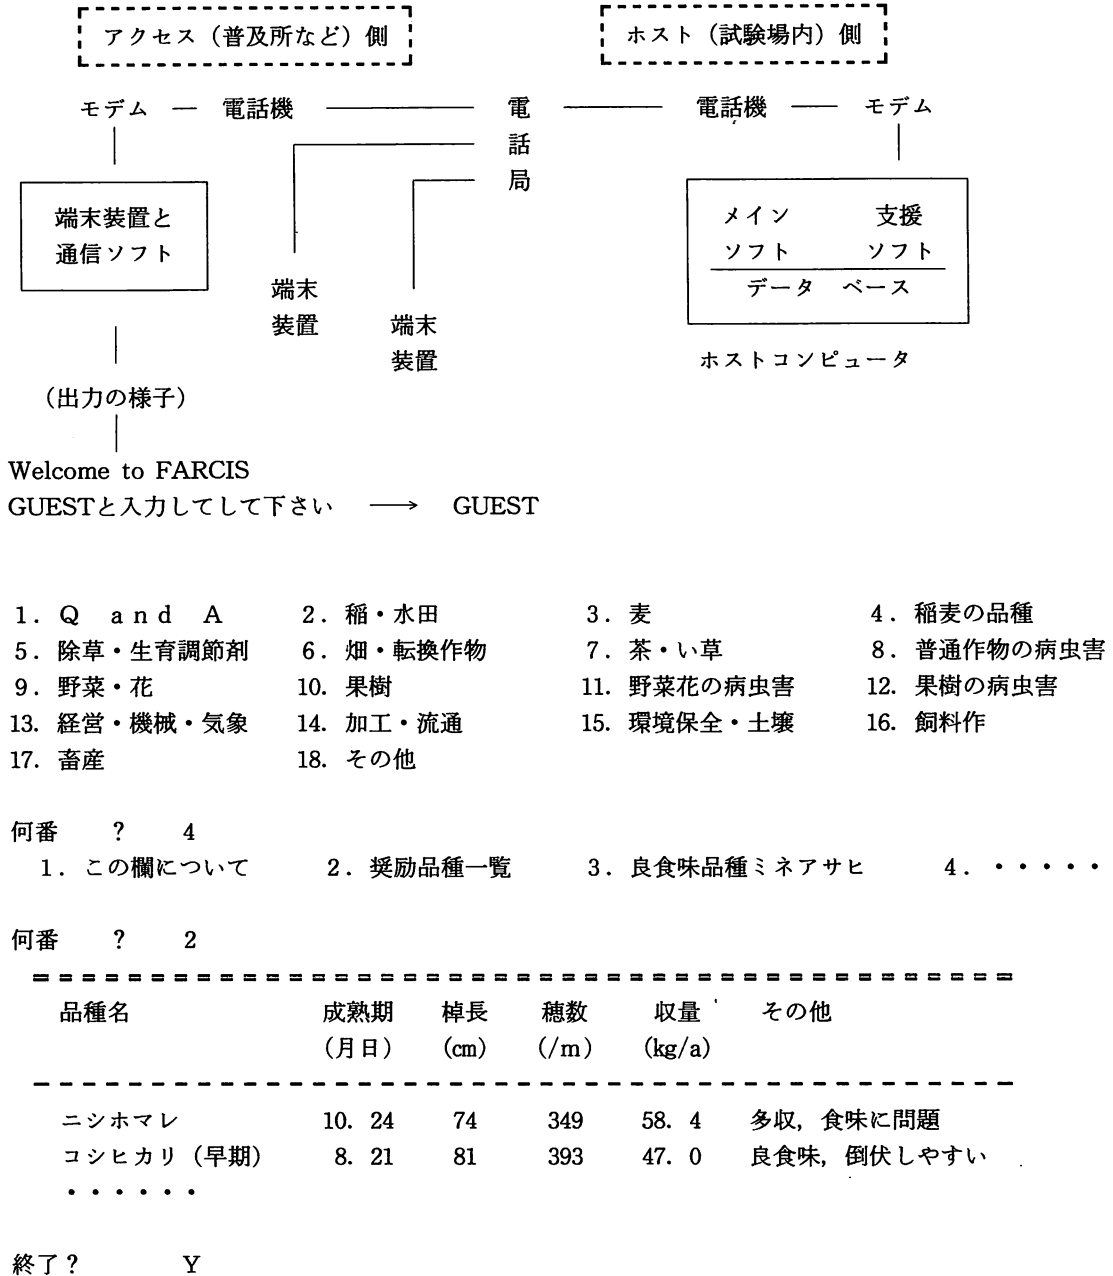 アクセス（普及所など）側　ホスト（試験場内）側
モデム ― 電話機　電話局　電話機 ― モデム
端末装置と
通信ソフト
端末
装置
端末
装置
メイン　支援
ソフト　ソフト
データ　ベース
ホストコンピュータ
（出力の様子）
Welcome to FARCIS
GUESTと入力してして下さい ⟶ GUEST
1．Q and A　2．稲・水田　3．麦　4．稲麦の品種
5．除草・生育調節剤　6．畑・転換作物　7．茶・い草　8．普通作物の病虫害
9．野菜・花　10．果樹　11．野菜花の病虫害　12．果樹の病虫害
13．経営・機械・気象　14．加工・流通　15．環境保全・土壌　16．飼料作
17．畜産　18．その他
何番　？　4
1．この欄について　2．奨励品種一覧　3．良食味品種ミネアサヒ　4．・・・・・
何番　？　2
品種名　成熟期　棹長　穂数　収量　その他
（月日）　（㎝）　（/m）　（kg/a）
ニシホマレ　10．24　74　349　58．4　多収，食味に問題
コシヒカリ（早期）　8．21　81　393　47．0　良食味，倒伏しやすい
・・・・・・
終了？　Y